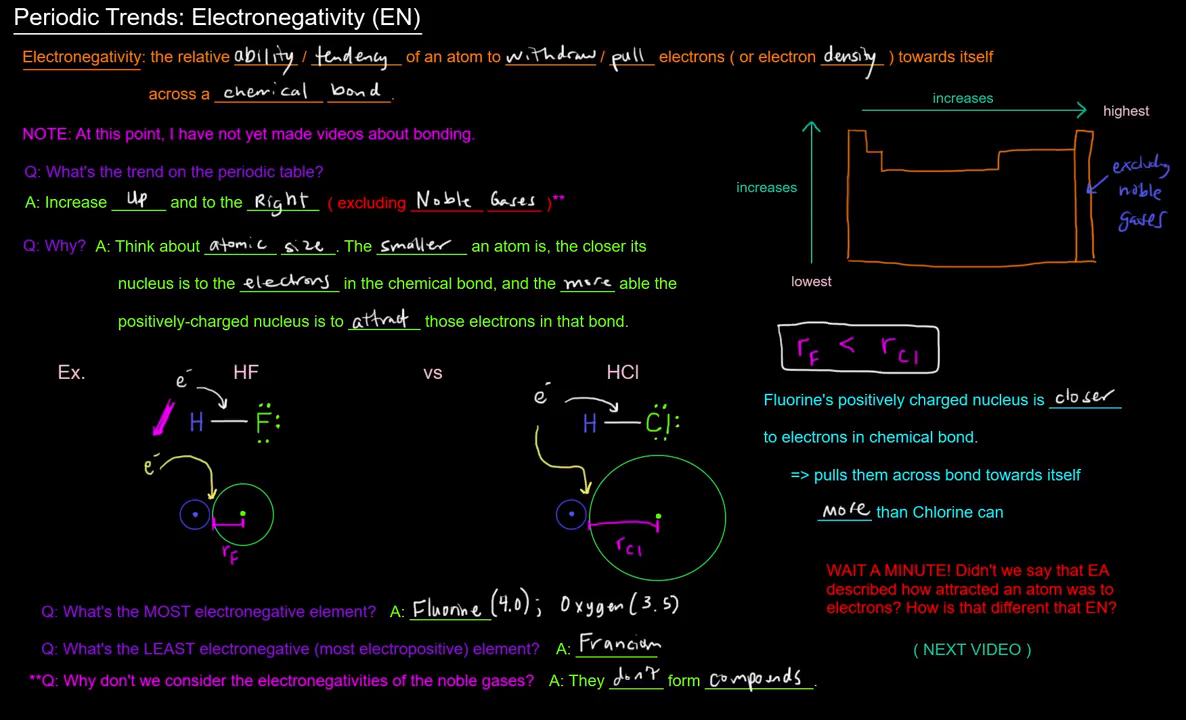 Periodic Trends: Electronegativity (EN)
Electronegativity: the relative ability / tendency of an atom to withdraw / pull electrons ( or electron density ) towards itself
across a chemical bond.
NOTE: At this point, I have not yet made videos about bonding.
Q: What's the trend on the periodic table?
A: Increase Up and to the Right ( excluding Noble Gases )**
Q: Why? A: Think about atomic size. The smaller an atom is, the closer its
nucleus is to the electrons in the chemical bond, and the more able the
positively-charged nucleus is to attract those electrons in that bond.
increases
highest
increases
excluding
noble
gases
lowest
rF < rCl
Ex. HF vs HCl
e-
H — F
e-
rF
e-
H — Cl
rCl
Fluorine's positively charged nucleus is closer
to electrons in chemical bond.
=> pulls them across bond towards itself
more than Chlorine can
WAIT A MINUTE! Didn't we say that EA
described how attracted an atom was to
electrons? How is that different that EN?
( NEXT VIDEO )
Q: What's the MOST electronegative element? A: Fluorine (4.0); Oxygen (3.5)
Q: What's the LEAST electronegative (most electropositive) element? A: Francium
**Q: Why don't we consider the electronegativities of the noble gases? A: They don't form compounds.